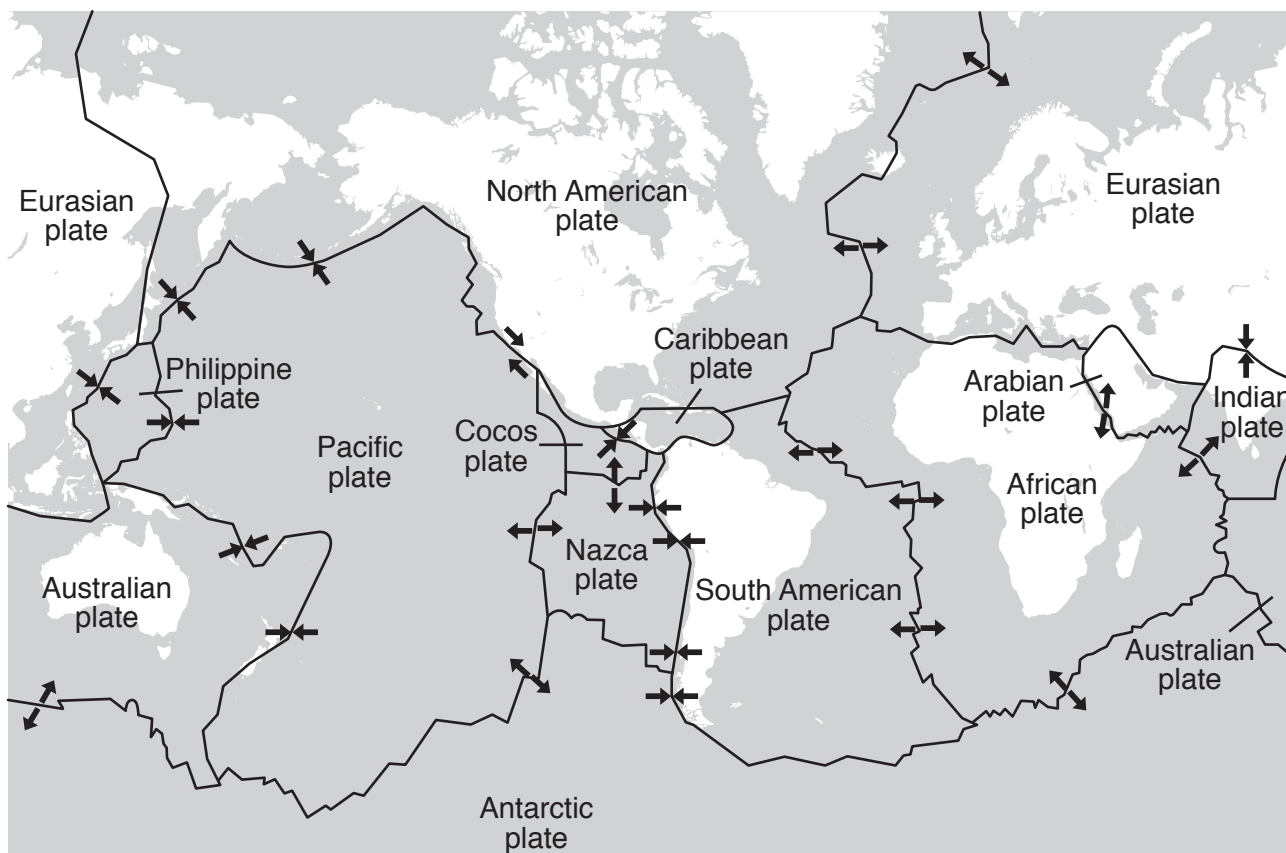 North American
plate
Eurasian
plate
Eurasian
plate
Caribbean
plate
Philippine
plate
Arabian
plate
Indian
plate
Cocos
plate
Pacific
plate
African
plate
Nazca
plate
Australian
plate
South American
plate
Australian
plate
Antarctic
plate